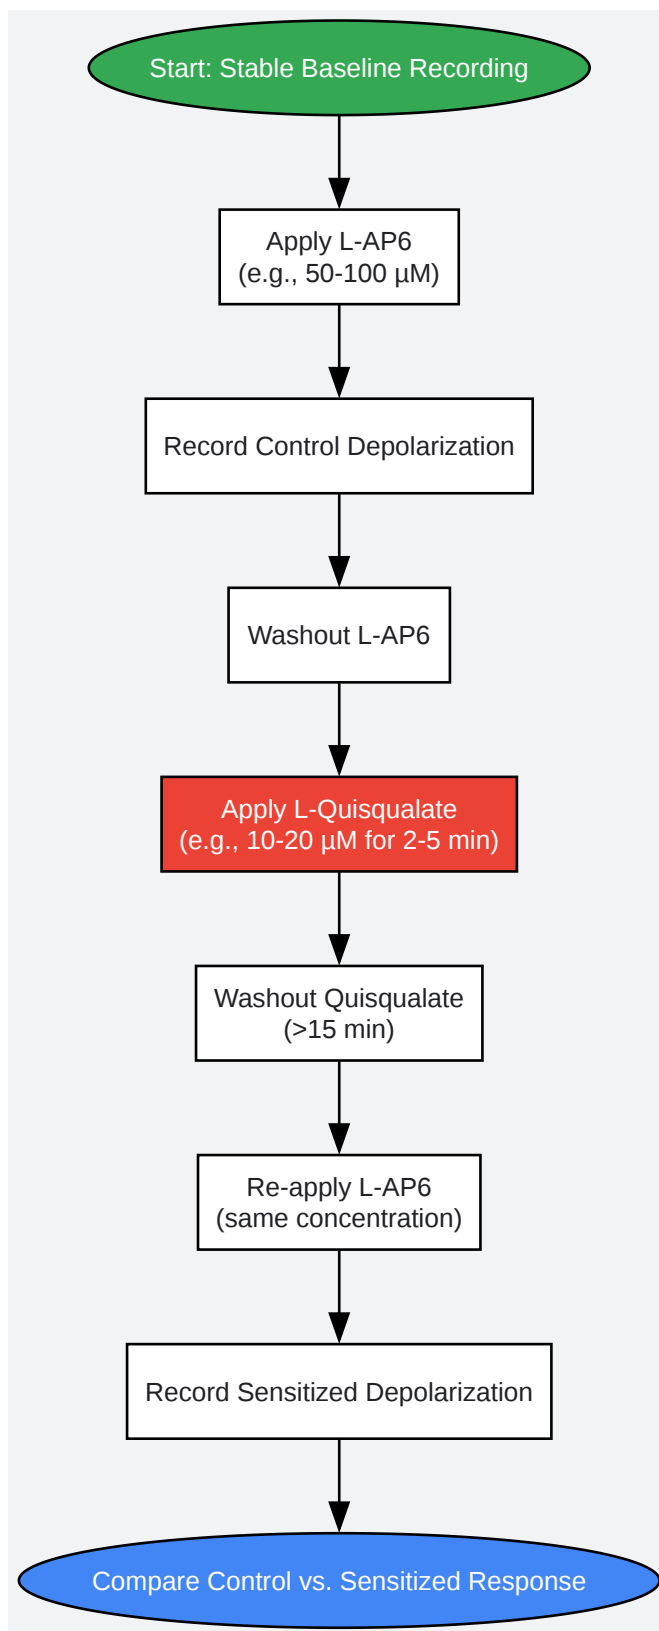 Start: Stable Baseline Recording
Apply L-AP6
(e.g., 50-100 µM)
Record Control Depolarization
Washout L-AP6
Apply L-Quisqualate
(e.g., 10-20 µM for 2-5 min)
Washout Quisqualate
(>15 min)
Re-apply L-AP6
(same concentration)
Record Sensitized Depolarization
Compare Control vs. Sensitized Response